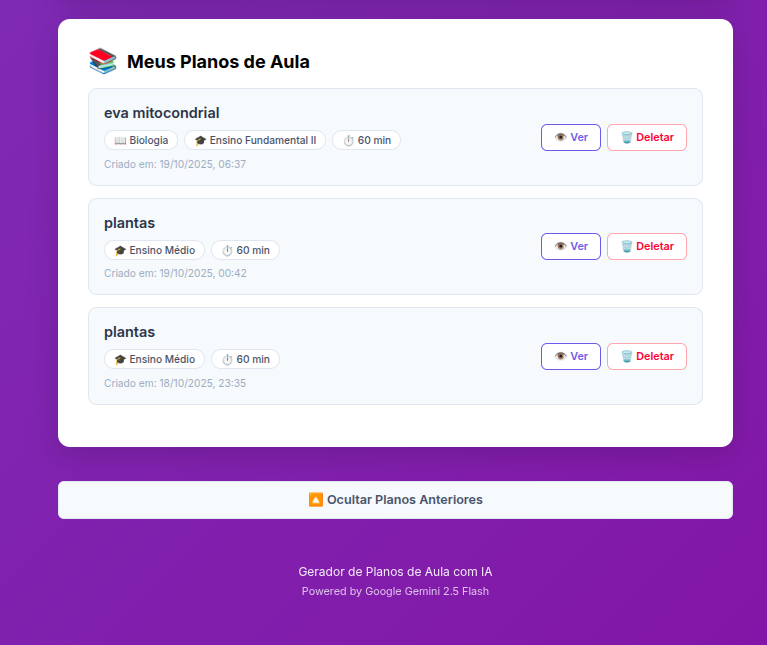 📚 Meus Planos de Aula
eva mitocondrial
📖 Biologia 🎓 Ensino Fundamental II ⏱️ 60 min
👁️ Ver 🗑️ Deletar
Criado em: 19/10/2025, 06:37
plantas
🎓 Ensino Médio ⏱️ 60 min
👁️ Ver 🗑️ Deletar
Criado em: 19/10/2025, 00:42
plantas
🎓 Ensino Médio ⏱️ 60 min
👁️ Ver 🗑️ Deletar
Criado em: 18/10/2025, 23:35
🔼 Ocultar Planos Anteriores
Gerador de Planos de Aula com IA
Powered by Google Gemini 2.5 Flash